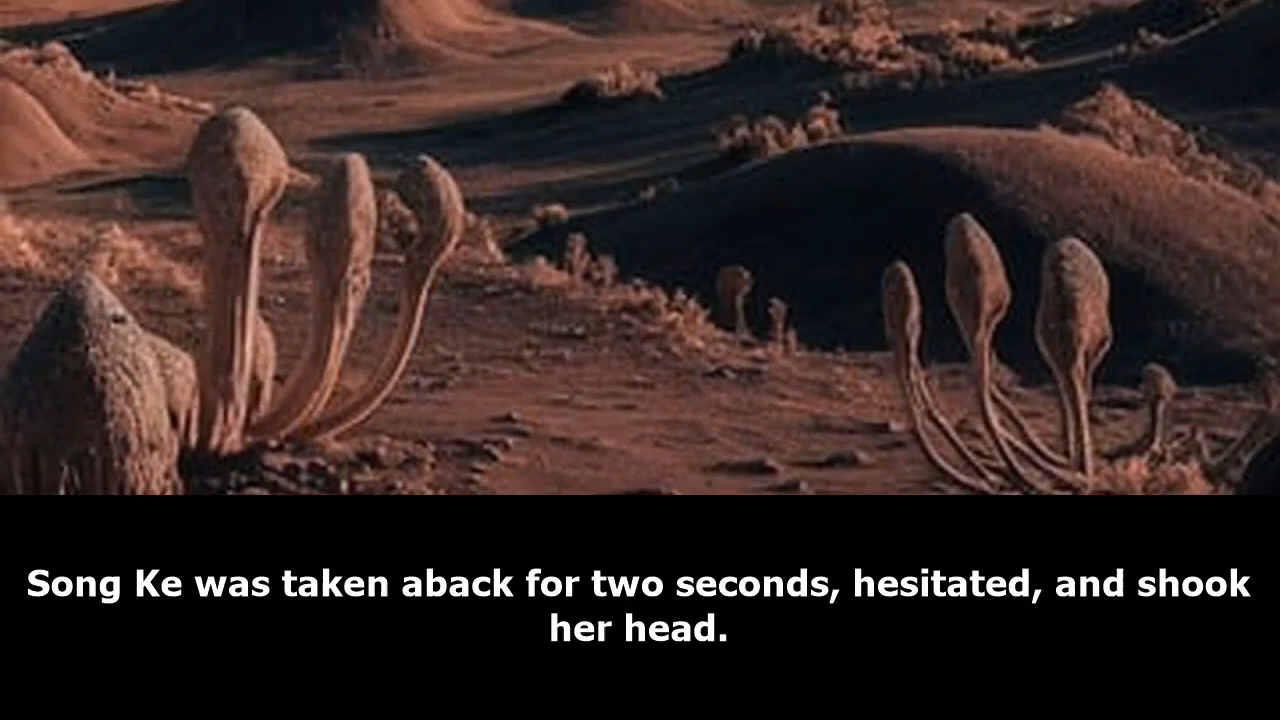 Song Ke was taken aback for two seconds, hesitated, and shook
her head.